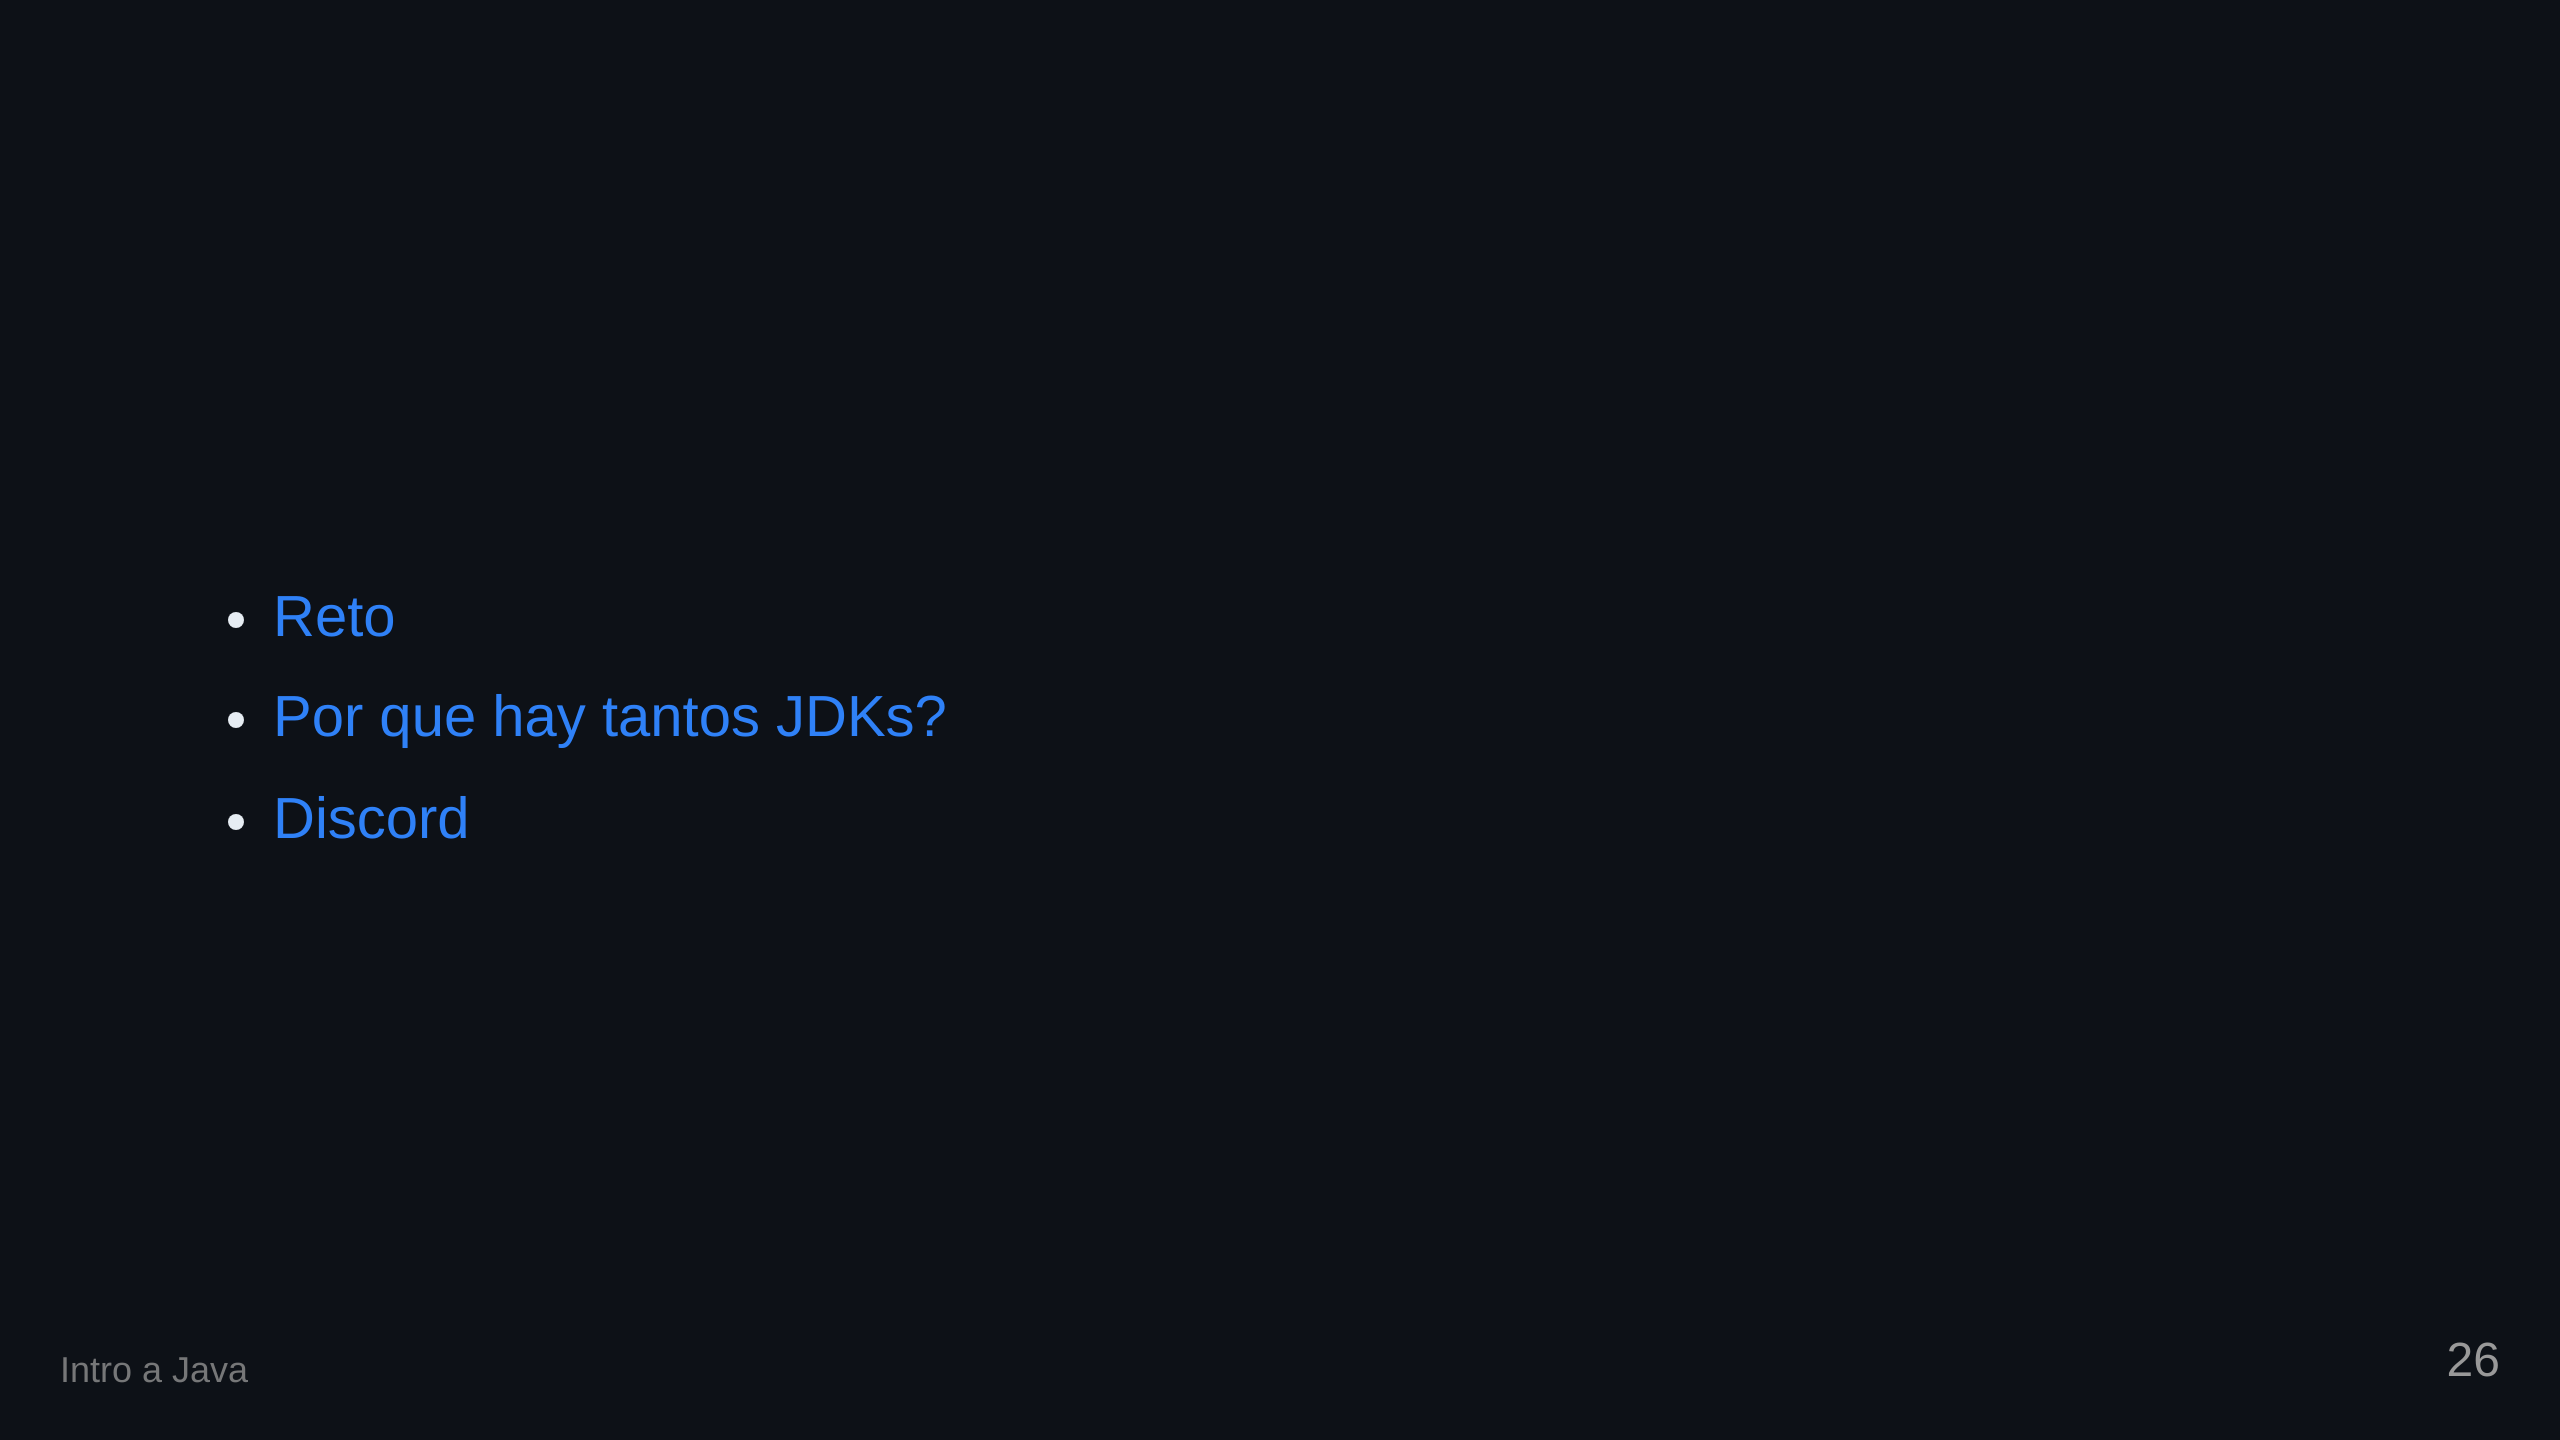 Reto
Por que hay tantos JDKs?
Discord
Intro a Java
26